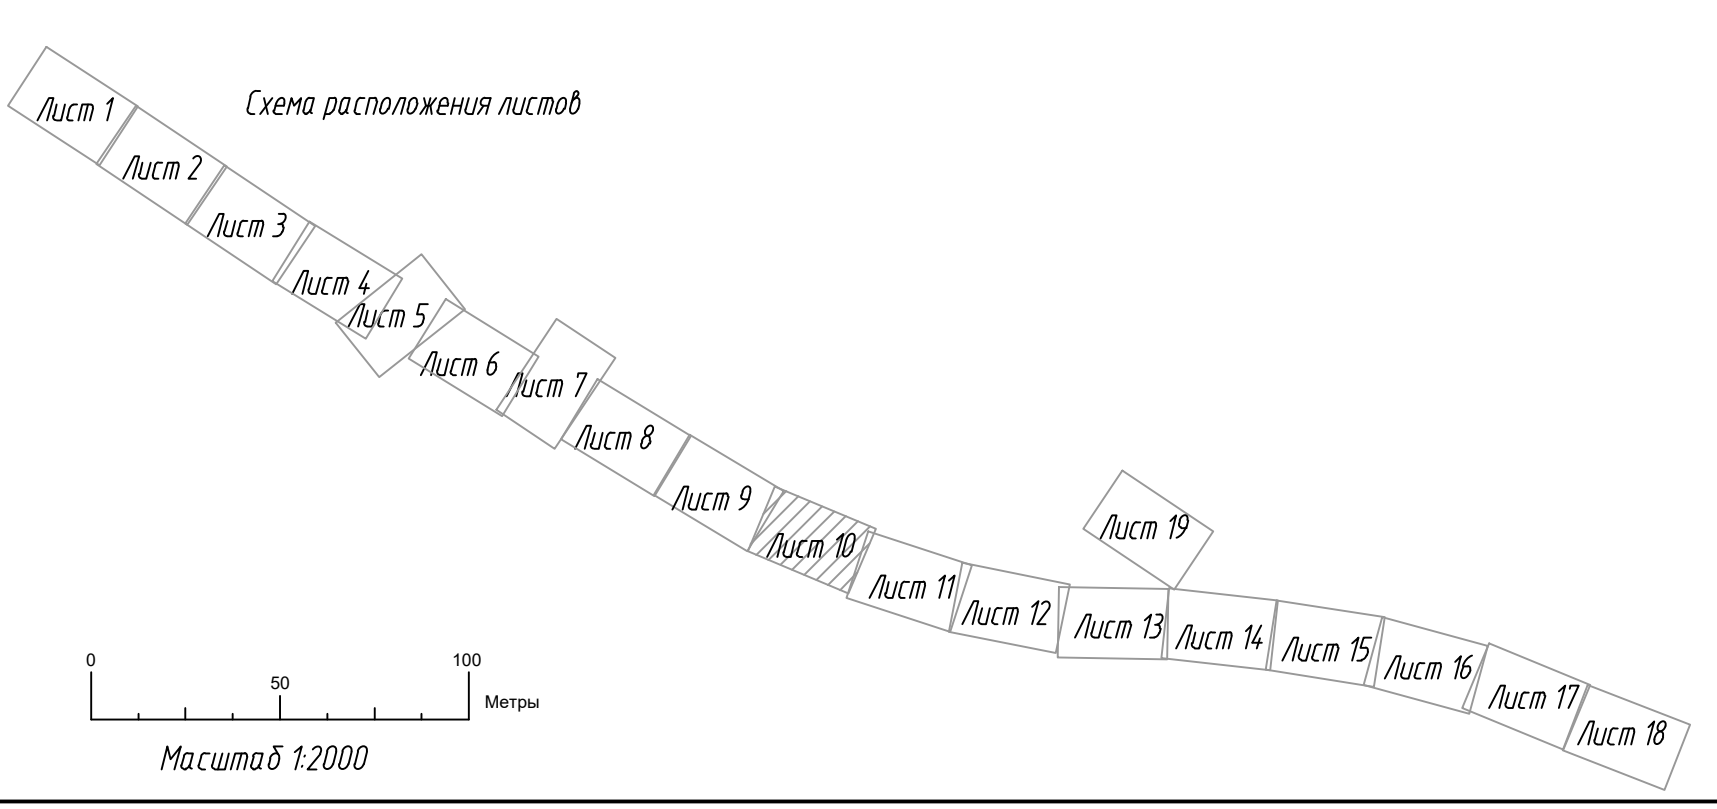 Схема расположения листов
Лист 1
Лист 2
Лист 3
Лист 4
Лист 5
Лист 6
Лист 7
Лист 8
Лист 9
Лист 10
Лист 11
Лист 12
Лист 13
Лист 14
Лист 15
Лист 16
Лист 17
Лист 18
Лист 19
0 100
50
Метры
Масштаб 1:2000